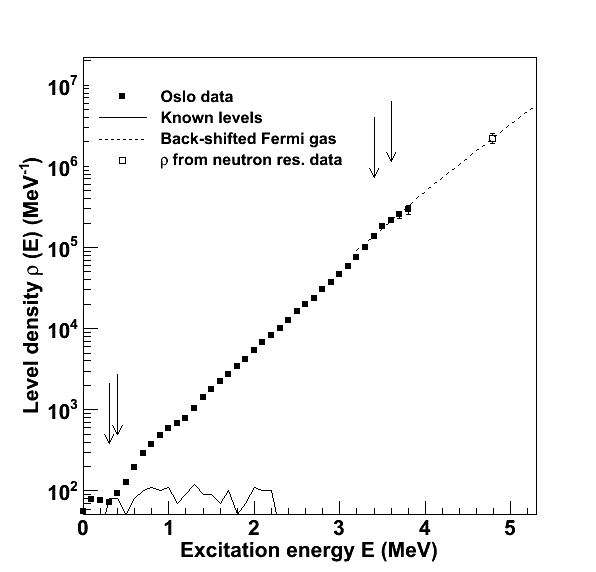 Oslo data
Known levels
Back-shifted Fermi gas
ρ from neutron res. data
Level density ρ (E) (MeV⁻¹)
10⁷
10⁶
10⁵
10⁴
10³
10²
0 1 2 3 4 5
Excitation energy E (MeV)